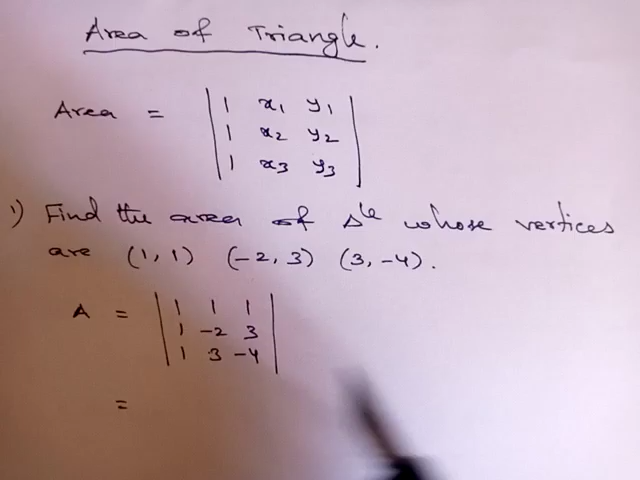 Area of Triangle.
Area = | 1 x₁ y₁ |
| 1 x₂ y₂ |
| 1 x₃ y₃ |
1) Find the area of Δˡᵉ whose vertices
are (1, 1) (-2, 3) (3, -4).
A = | 1 1 1 |
| 1 -2 3 |
| 1 3 -4 |
=